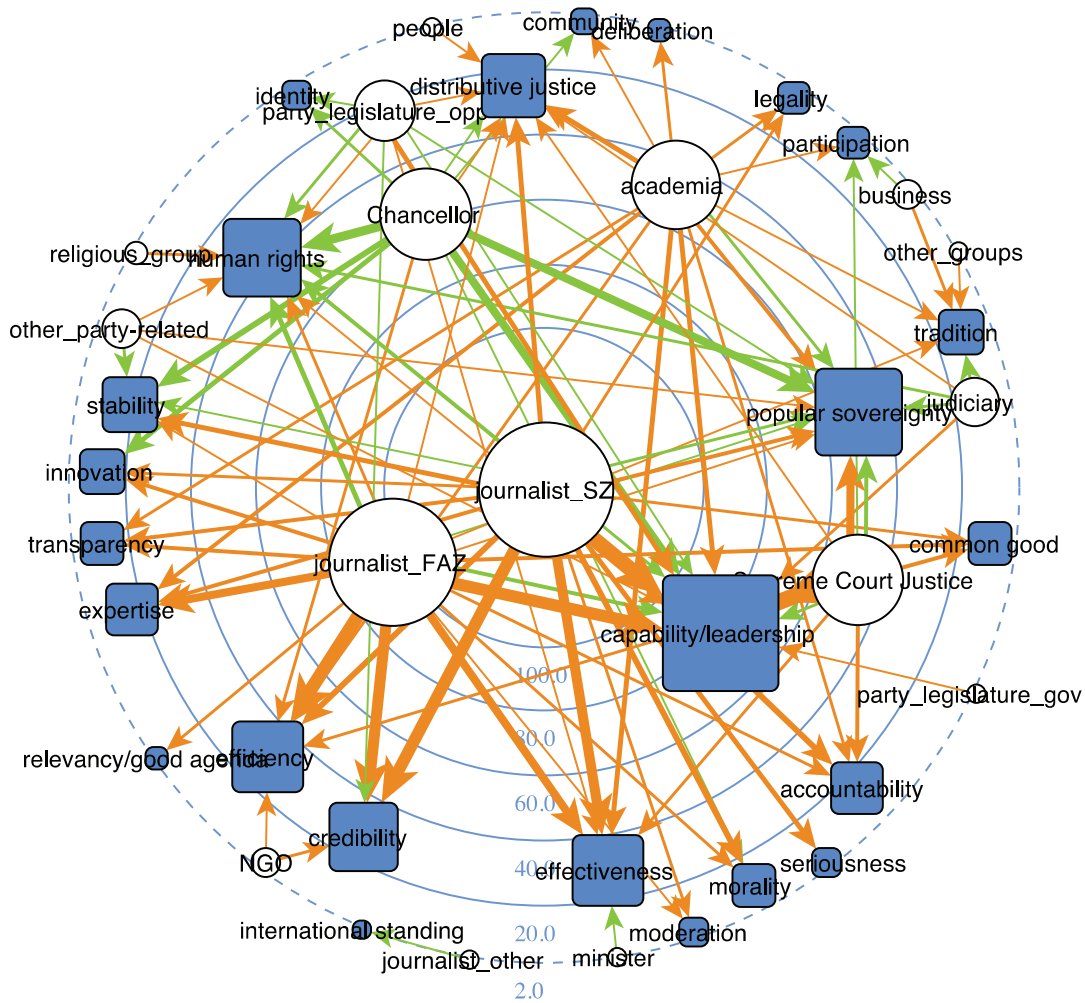 community
people
deliberation
distributive justice
identity
party_legislature_opp
legality
partidipation
academia
business
Chancellor
religious_group
human rights
other_groups
other_party-related
tradition
stability
judiciary
popular sovereignty
innovation
journalist_SZ
transparency
common good
journalist_FAZ
Supreme Court Justice
expertise
capability/leadership
100.0
party_legislature_gov
80.0
relevancy/good agenda
efficiency
accountability
60.0
credibility
NGO
40.0
effectiveness
seriousness
morality
international standing
20.0
moderation
journalist_other
minister
2.0